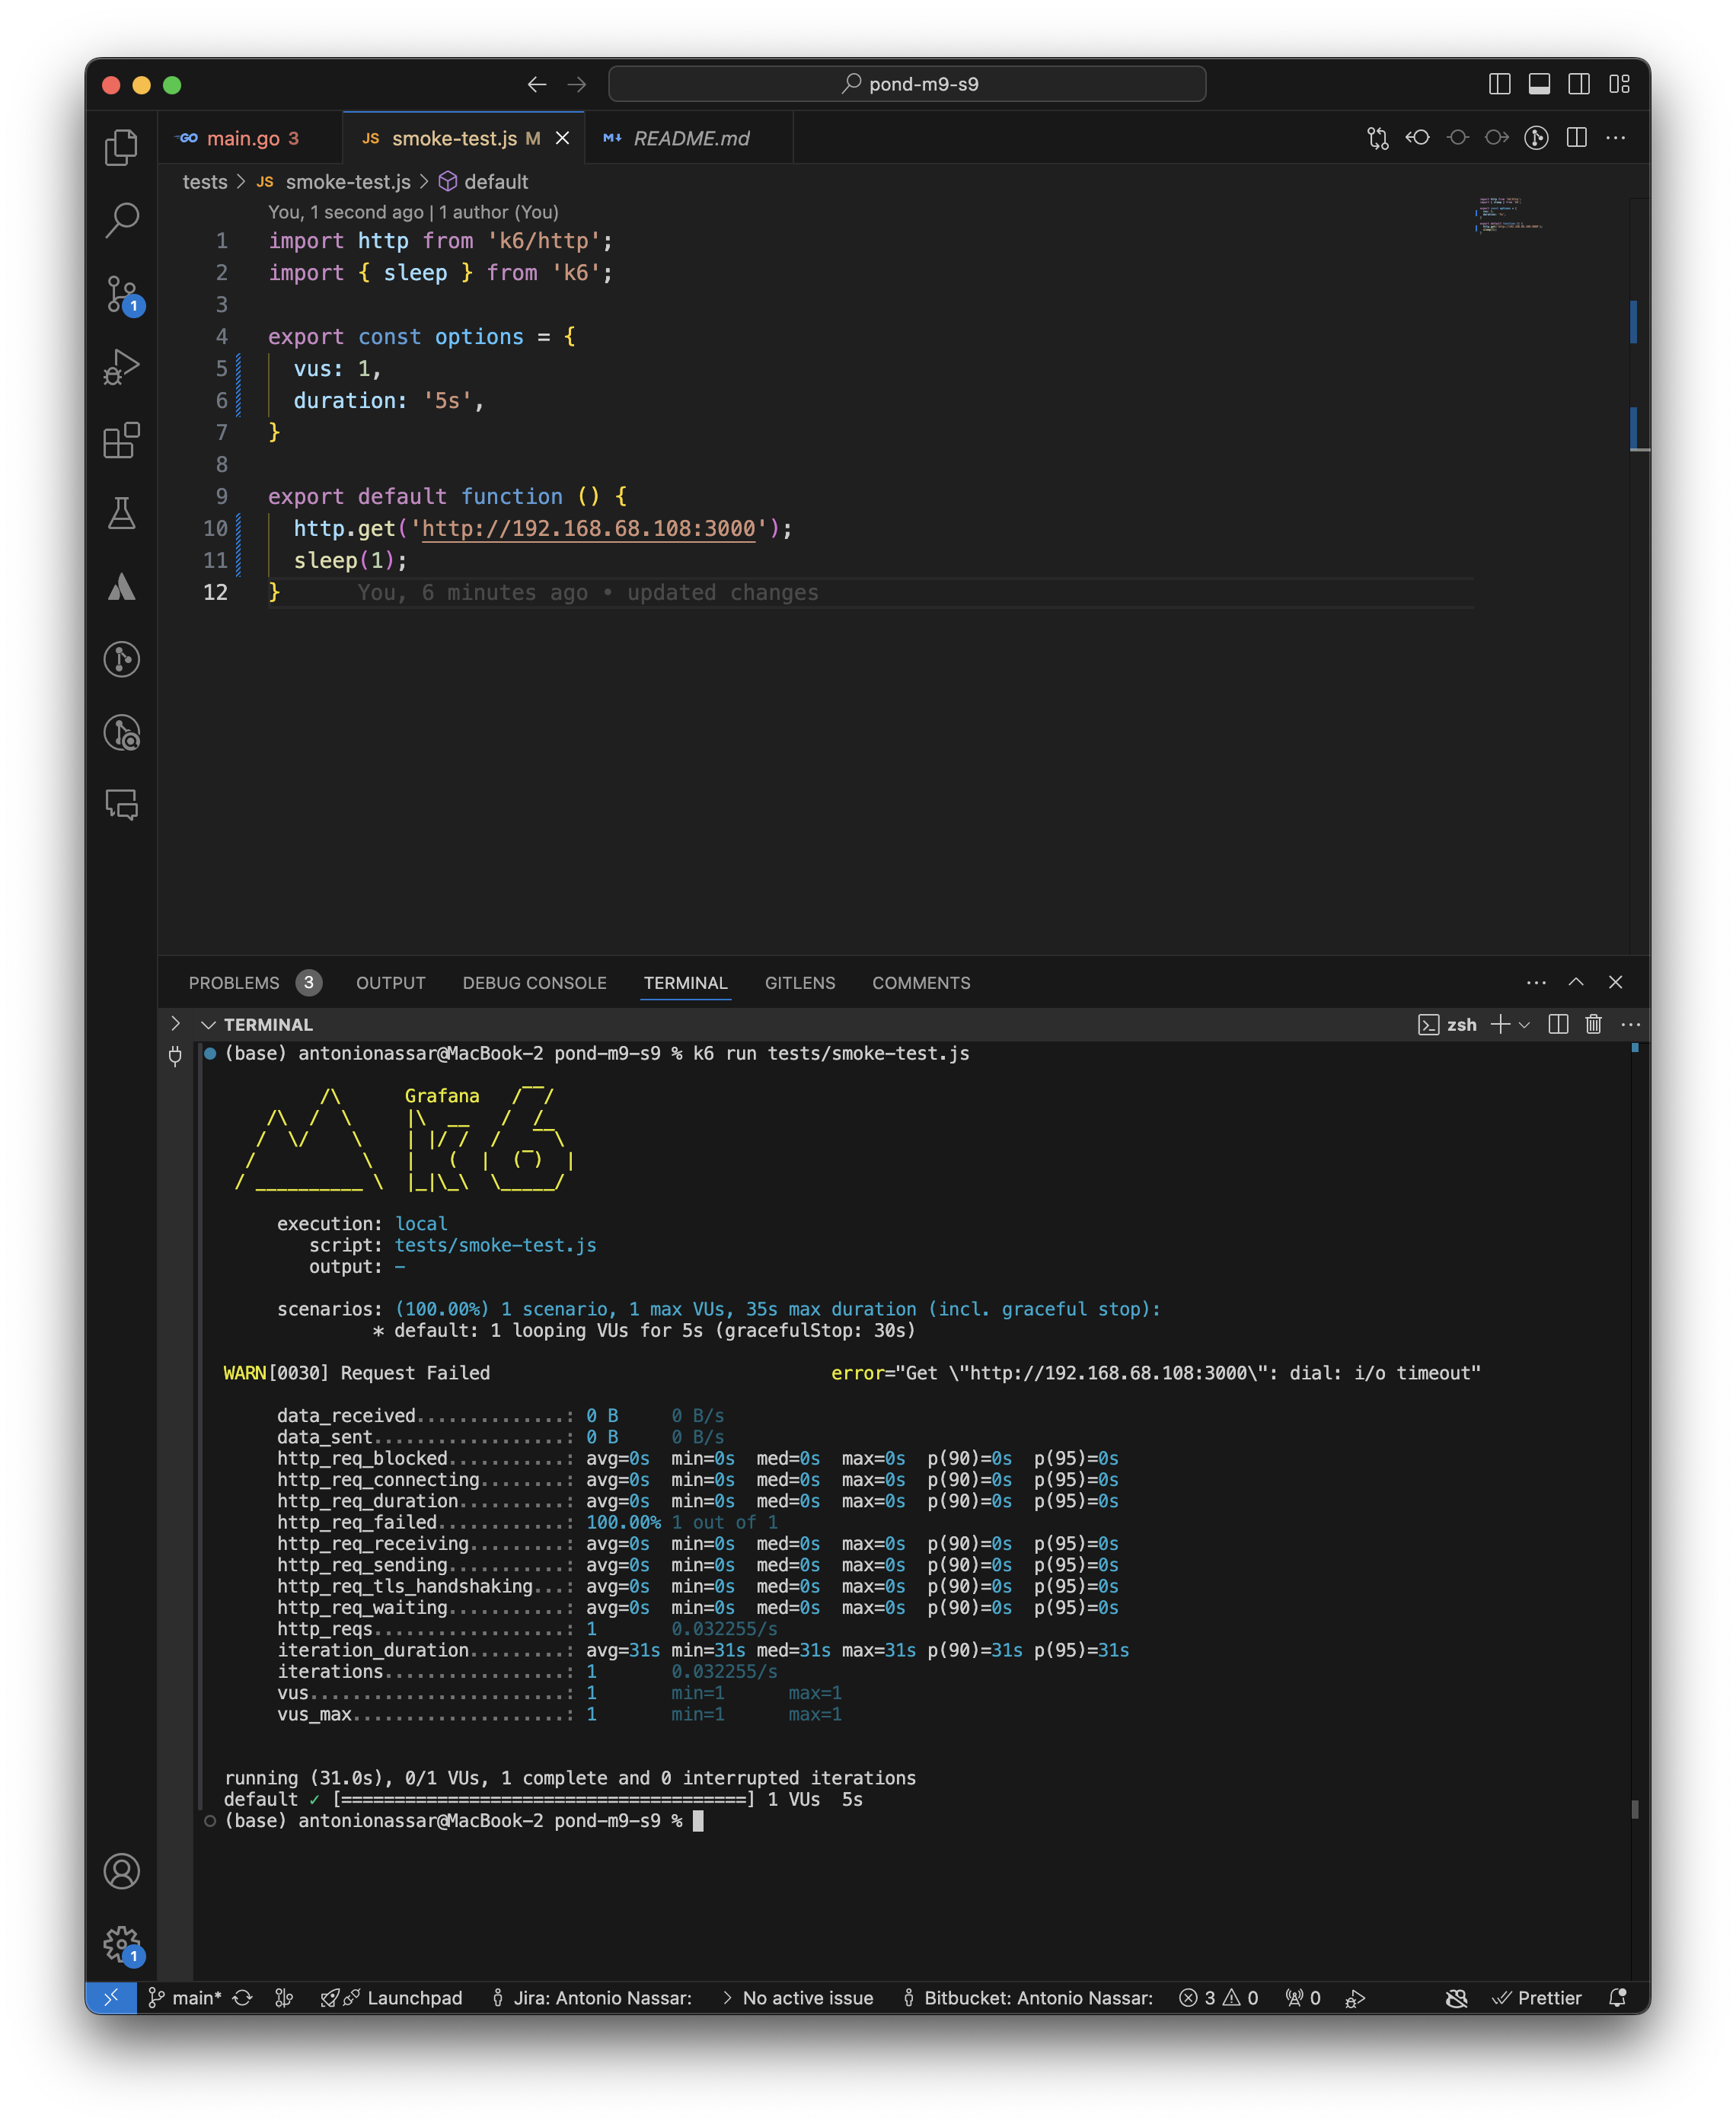 pond-m9-s9
GO main.go 3
JS smoke-test.js M
README.md
tests > JS smoke-test.js > default
You, 1 second ago | 1 author (You)
1 import http from 'k6/http';
2 import { sleep } from 'k6';
3
4 export const options = {
5 vus: 1,
6 duration: '5s',
7 }
8
9 export default function () {
10 http.get('http://192.168.68.108:3000');
11 sleep(1);
12 } You, 6 minutes ago • updated changes
1
PROBLEMS 3 OUTPUT DEBUG CONSOLE TERMINAL GITLENS COMMENTS
TERMINAL
zsh
(base) antonionassar@MacBook-2 pond-m9-s9 % k6 run tests/smoke-test.js
Grafana
k6
execution: local
script: tests/smoke-test.js
output: -
scenarios: (100.00%) 1 scenario, 1 max VUs, 35s max duration (incl. graceful stop):
* default: 1 looping VUs for 5s (gracefulStop: 30s)
WARN[0030] Request Failed error="Get \"http://192.168.68.108:3000\": dial: i/o timeout"
data_received..............: 0 B 0 B/s
data_sent..................: 0 B 0 B/s
http_req_blocked...........: avg=0s min=0s med=0s max=0s p(90)=0s p(95)=0s
http_req_connecting........: avg=0s min=0s med=0s max=0s p(90)=0s p(95)=0s
http_req_duration..........: avg=0s min=0s med=0s max=0s p(90)=0s p(95)=0s
http_req_failed............: 100.00% 1 out of 1
http_req_receiving.........: avg=0s min=0s med=0s max=0s p(90)=0s p(95)=0s
http_req_sending...........: avg=0s min=0s med=0s max=0s p(90)=0s p(95)=0s
http_req_tls_handshaking...: avg=0s min=0s med=0s max=0s p(90)=0s p(95)=0s
http_req_waiting...........: avg=0s min=0s med=0s max=0s p(90)=0s p(95)=0s
http_reqs..................: 1 0.032255/s
iteration_duration.........: avg=31s min=31s med=31s max=31s p(90)=31s p(95)=31s
iterations.................: 1 0.032255/s
vus........................: 1 min=1 max=1
vus_max....................: 1 min=1 max=1
running (31.0s), 0/1 VUs, 1 complete and 0 interrupted iterations
default ✓ [======================================] 1 VUs 5s
(base) antonionassar@MacBook-2 pond-m9-s9 %
1
main* Launchpad Jira: Antonio Nassar: > No active issue Bitbucket: Antonio Nassar: 3 0 0 Prettier